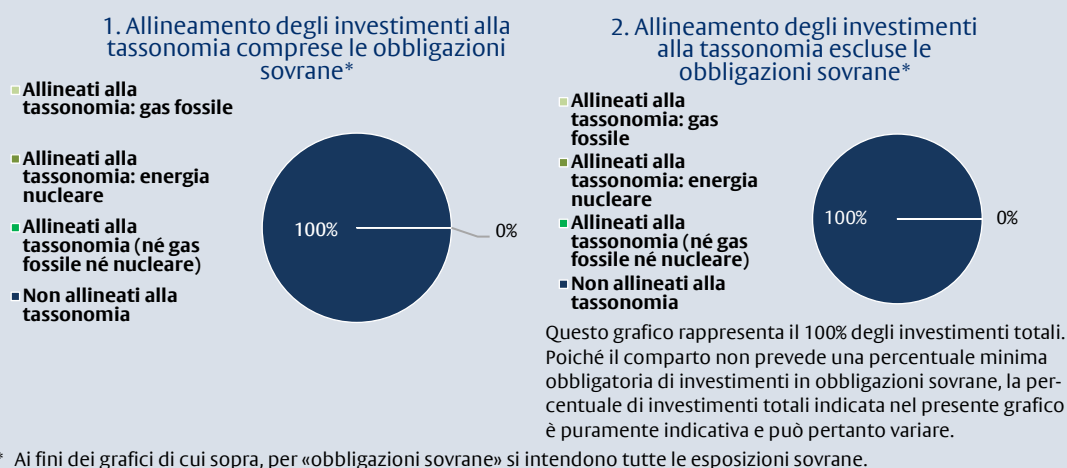 1. Allineamento degli investimenti alla
tassonomia comprese le obbligazioni
sovrane*
Allineati alla
tassonomia: gas fossile
Allineati alla
tassonomia: energia
nucleare
Allineati alla
tassonomia (né gas
fossile né nucleare)
Non allineati alla
tassonomia
100%
0%
2. Allineamento degli investimenti
alla tassonomia escluse le
obbligazioni sovrane*
Allineati alla
tassonomia: gas
fossile
Allineati alla
tassonomia: energia
nucleare
Allineati alla
tassonomia (né gas
fossile né nucleare)
Non allineati alla
tassonomia
100%
0%
Questo grafico rappresenta il 100% degli investimenti totali.
Poiché il comparto non prevede una percentuale minima
obbligatoria di investimenti in obbligazioni sovrane, la per-
centuale di investimenti totali indicata nel presente grafico
è puramente indicativa e può pertanto variare.
* Ai fini dei grafici di cui sopra, per «obbligazioni sovrane» si intendono tutte le esposizioni sovrane.